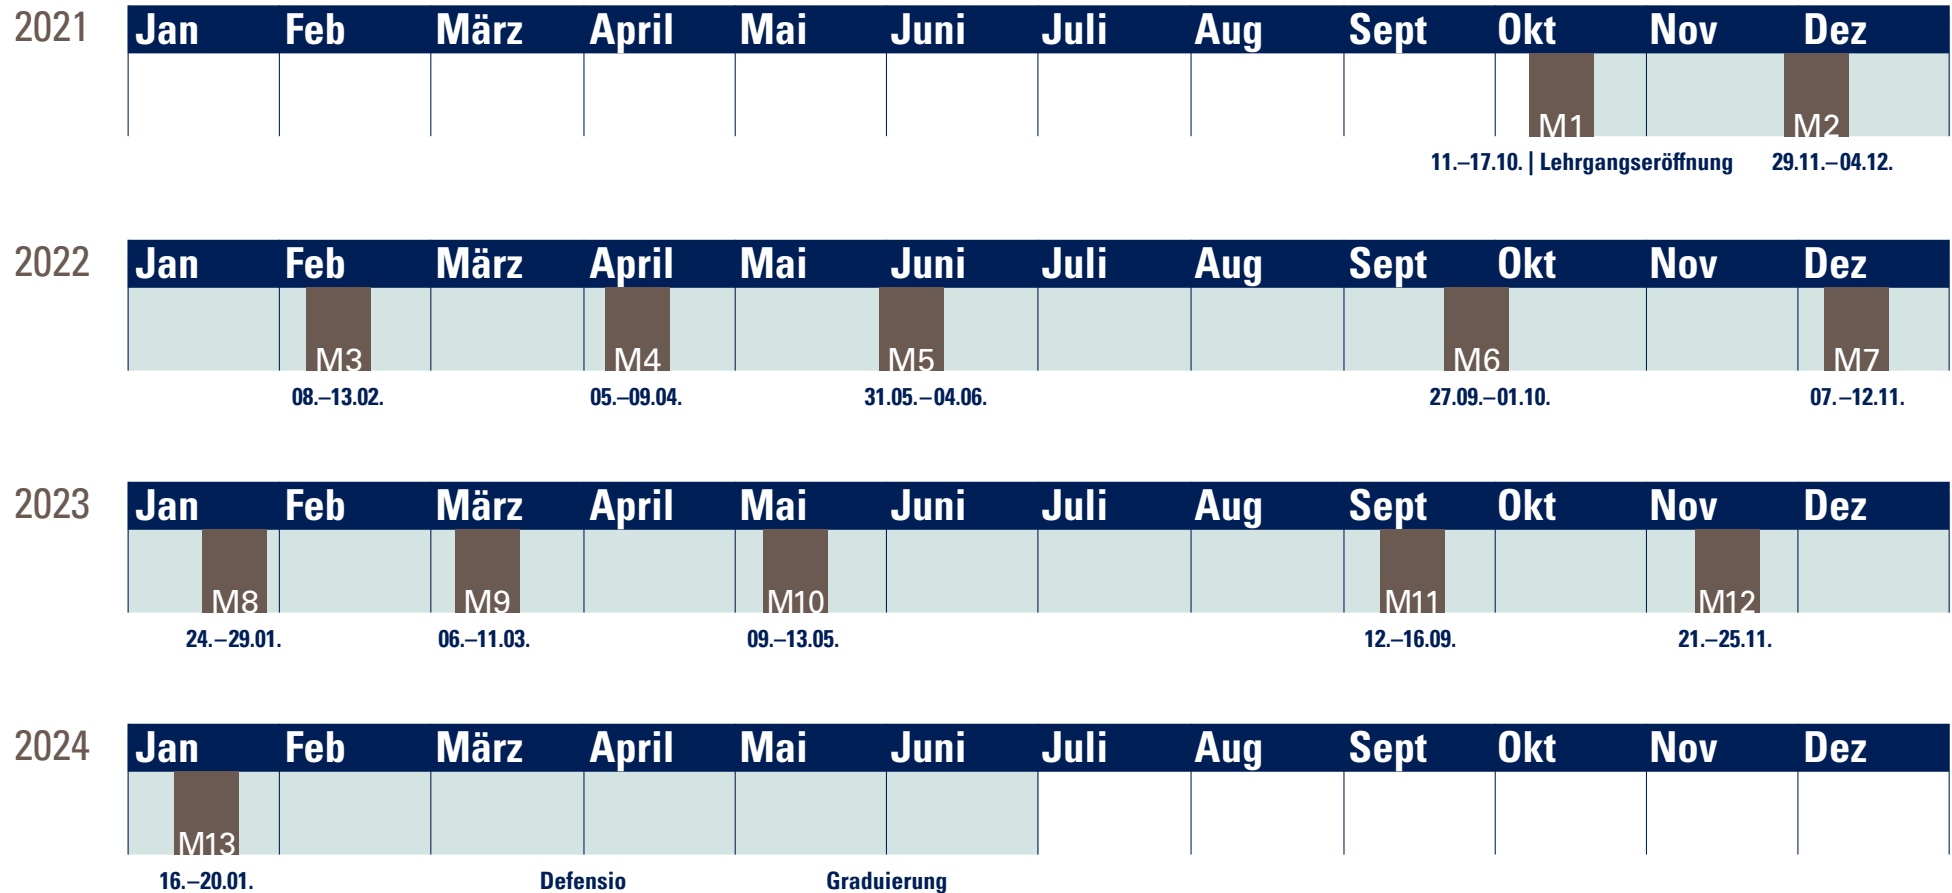 2021 Jan Feb März April Mai Juni Juli Aug Sept Okt Nov Dez
M1 M2
11.–17.10. | Lehrgangseröffnung 29.11.–04.12.
2022 Jan Feb März April Mai Juni Juli Aug Sept Okt Nov Dez
M3 M4 M5 M6 M7
08.–13.02. 05.–09.04. 31.05.–04.06. 27.09.–01.10. 07.–12.11.
2023 Jan Feb März April Mai Juni Juli Aug Sept Okt Nov Dez
M8 M9 M10 M11 M12
24.–29.01. 06.–11.03. 09.–13.05. 12.–16.09. 21.–25.11.
2024 Jan Feb März April Mai Juni Juli Aug Sept Okt Nov Dez
M13
16.–20.01. Defensio Graduierung